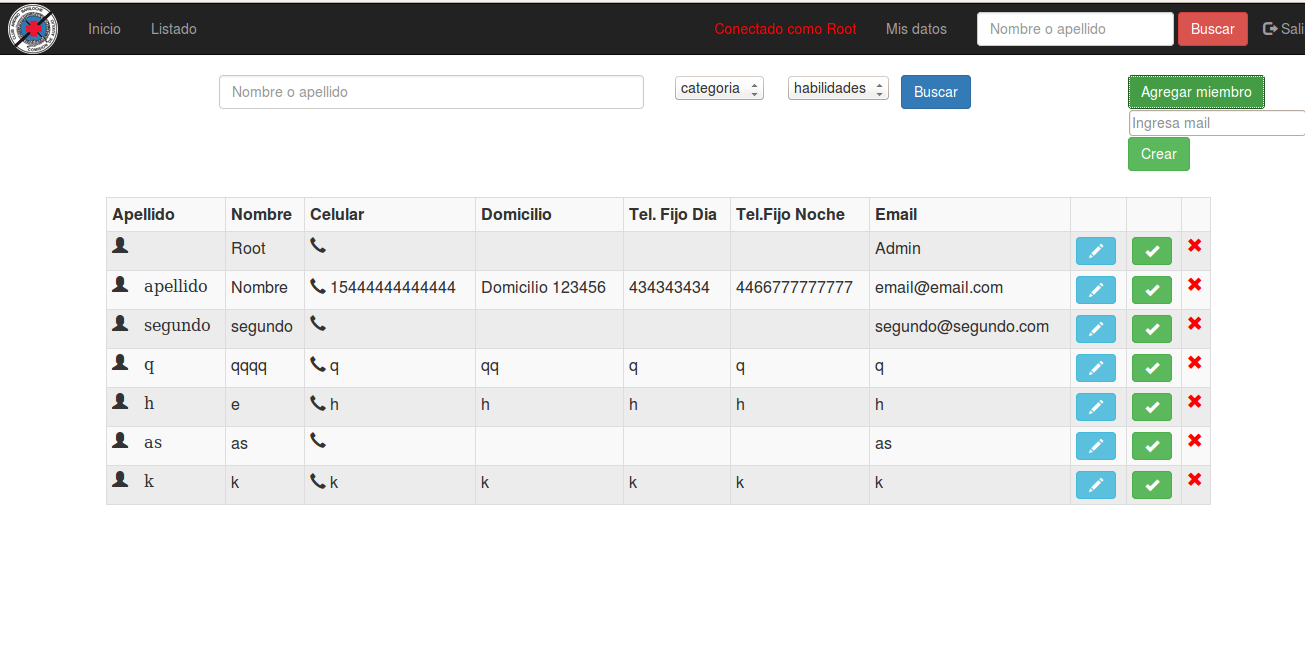 Inicio Listado Conectado como Root Mis datos Nombre o apellido Buscar Sali
Nombre o apellido categoria habilidades Buscar Agregar miembro
Ingresa mail
Crear
Apellido Nombre Celular Domicilio Tel. Fijo Dia Tel.Fijo Noche Email
Root Admin
apellido Nombre 15444444444444 Domicilio 123456 434343434 4466777777777 email@email.com
segundo segundo segundo@segundo.com
q qqqq q qq q q q
h e h h h h h
as as as
k k k k k k k